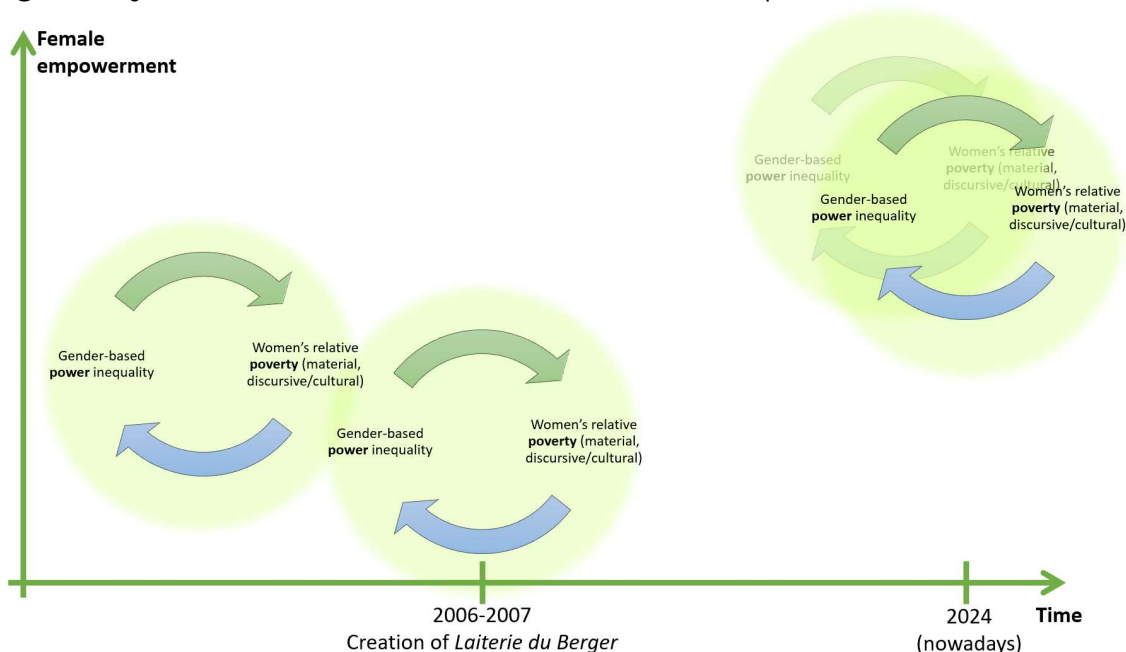 Female
empowerment
Gender-based
power inequality
Women's relative
poverty (material,
discursive/cultural)
Gender-based
power inequality
Women's relative
poverty (material,
discursive/cultural)
Gender-based
power inequality
Women's relative
poverty (material,
discursive/cultural)
Gender-based
power inequality
Women's relative
poverty (material,
discursive/cultural)
2006-2007
Creation of Laiterie du Berger
2024
(nowadays)
Time